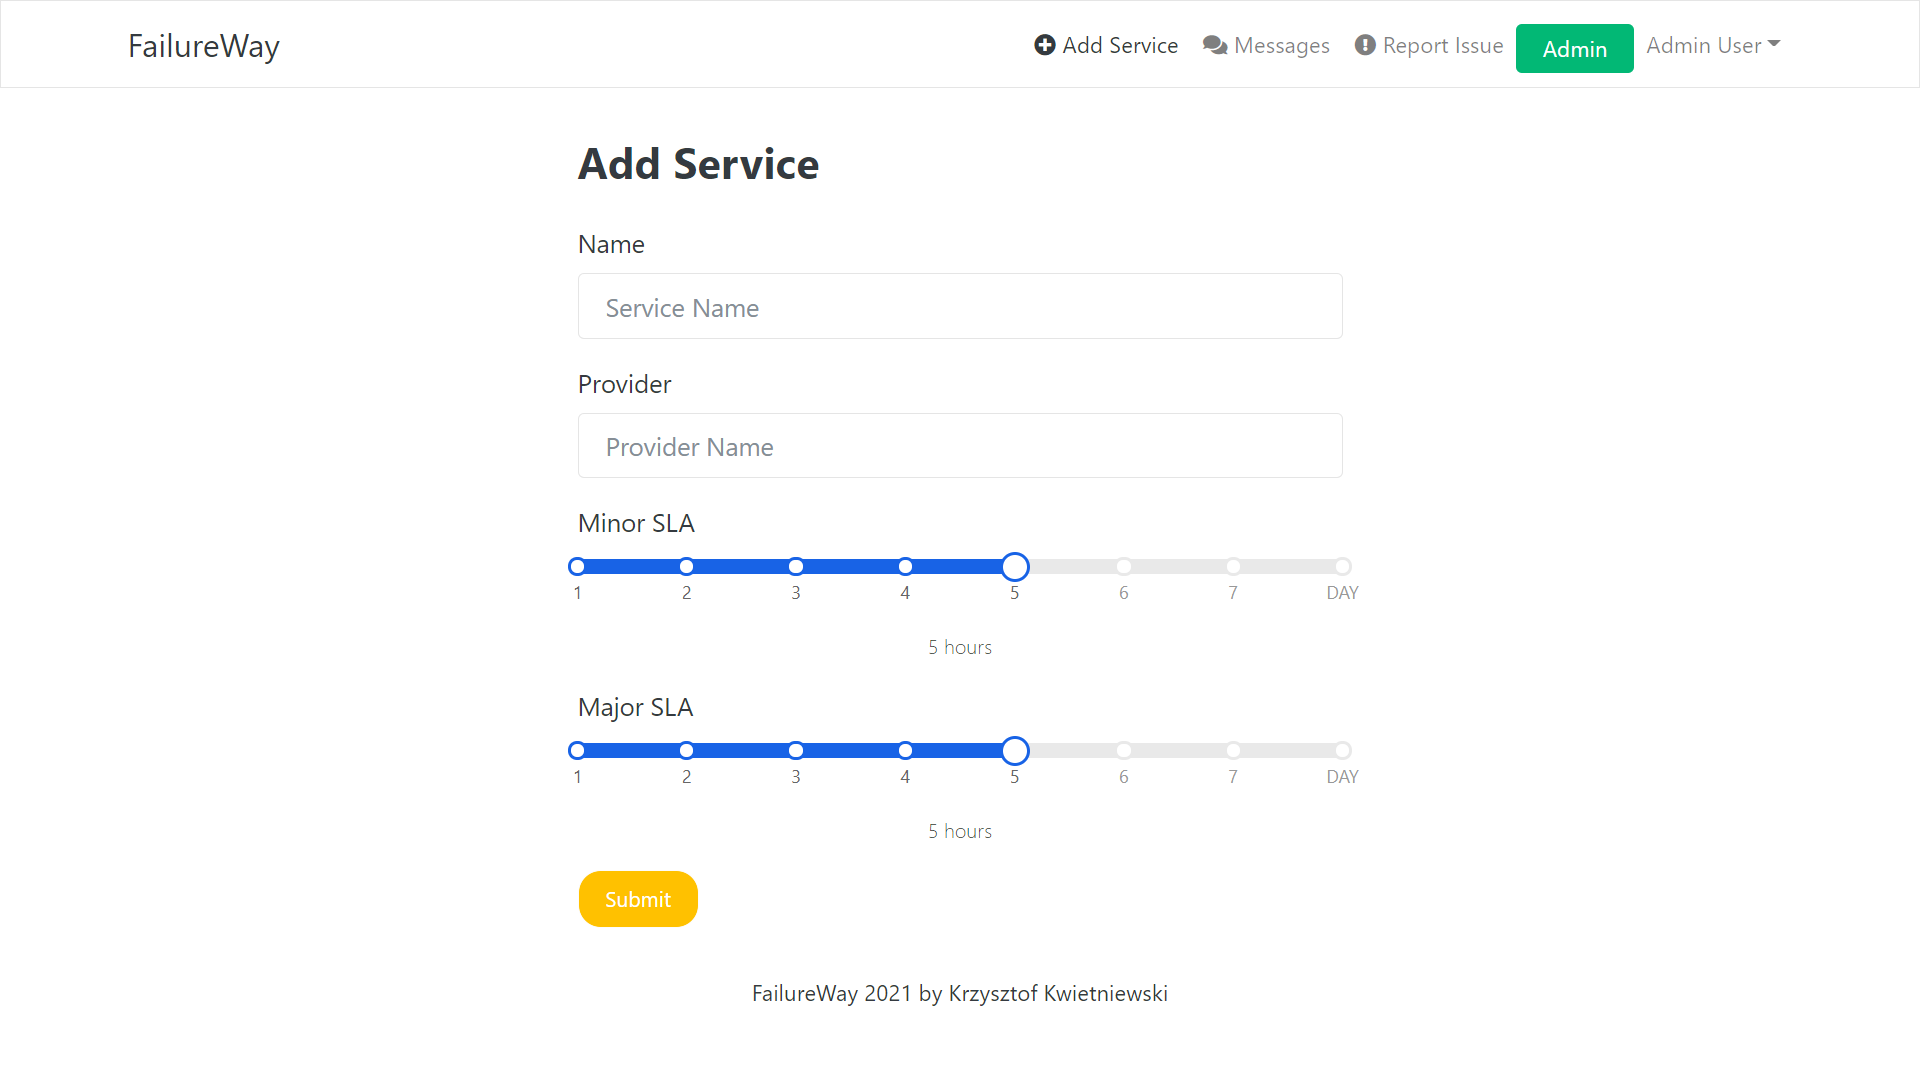 FailureWay
Add Service
Messages
Report Issue
Admin
Admin User
Add Service
Name
Service Name
Provider
Provider Name
Minor SLA
1 2 3 4 5 6 7 DAY
5 hours
Major SLA
1 2 3 4 5 6 7 DAY
5 hours
Submit
FailureWay 2021 by Krzysztof Kwietniewski